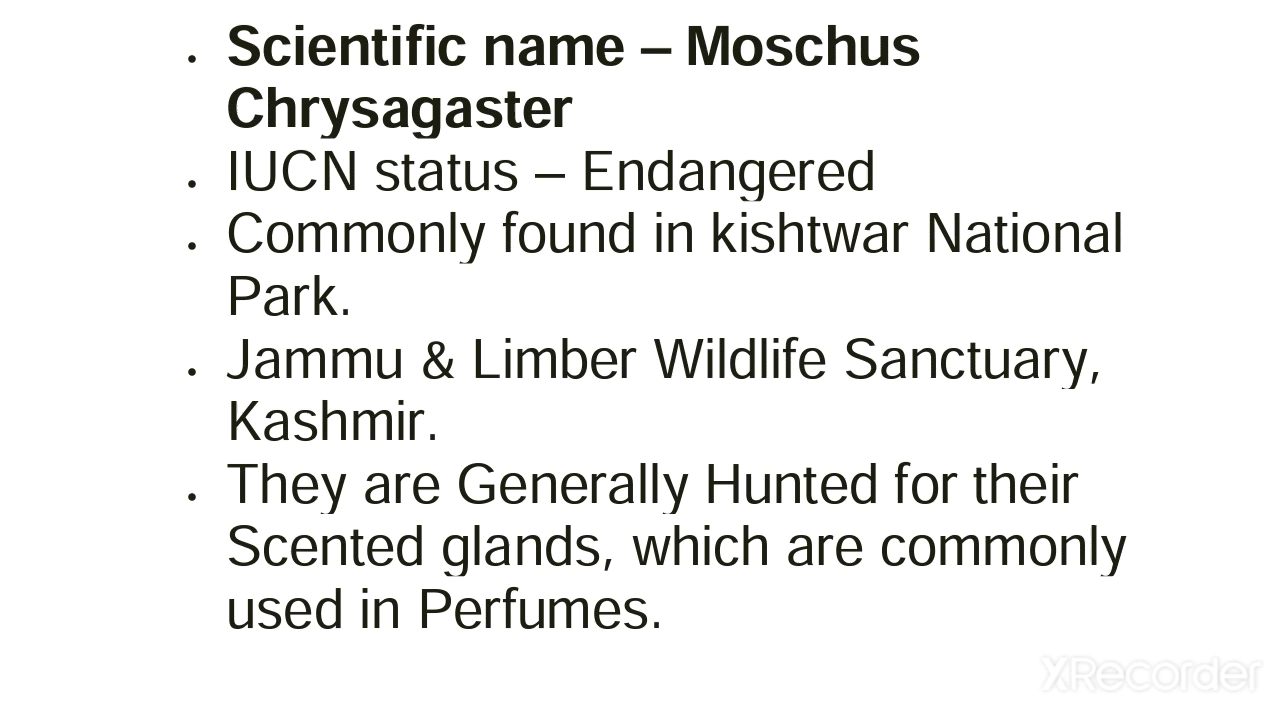 • Scientific name – Moschus
Chrysagaster
• IUCN status – Endangered
• Commonly found in kishtwar National
Park.
• Jammu & Limber Wildlife Sanctuary,
Kashmir.
• They are Generally Hunted for their
Scented glands, which are commonly
used in Perfumes.
XRecorder